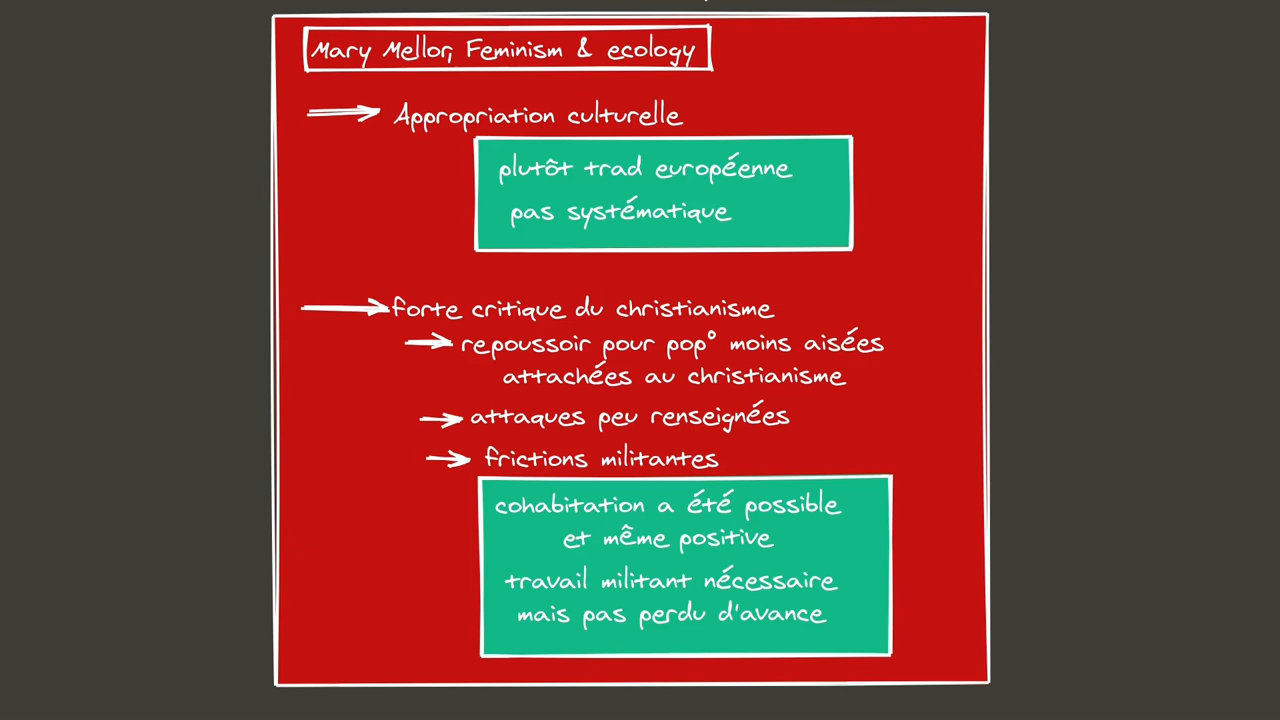 Mary Mellor, Feminism & ecology
Appropriation culturelle
plutôt trad européenne
pas systématique
forte critique du christianisme
repoussoir pour pop° moins aisées
attachées au christianisme
attaques peu renseignées
frictions militantes
cohabitation a été possible
et même positive
travail militant nécessaire
mais pas perdu d'avance